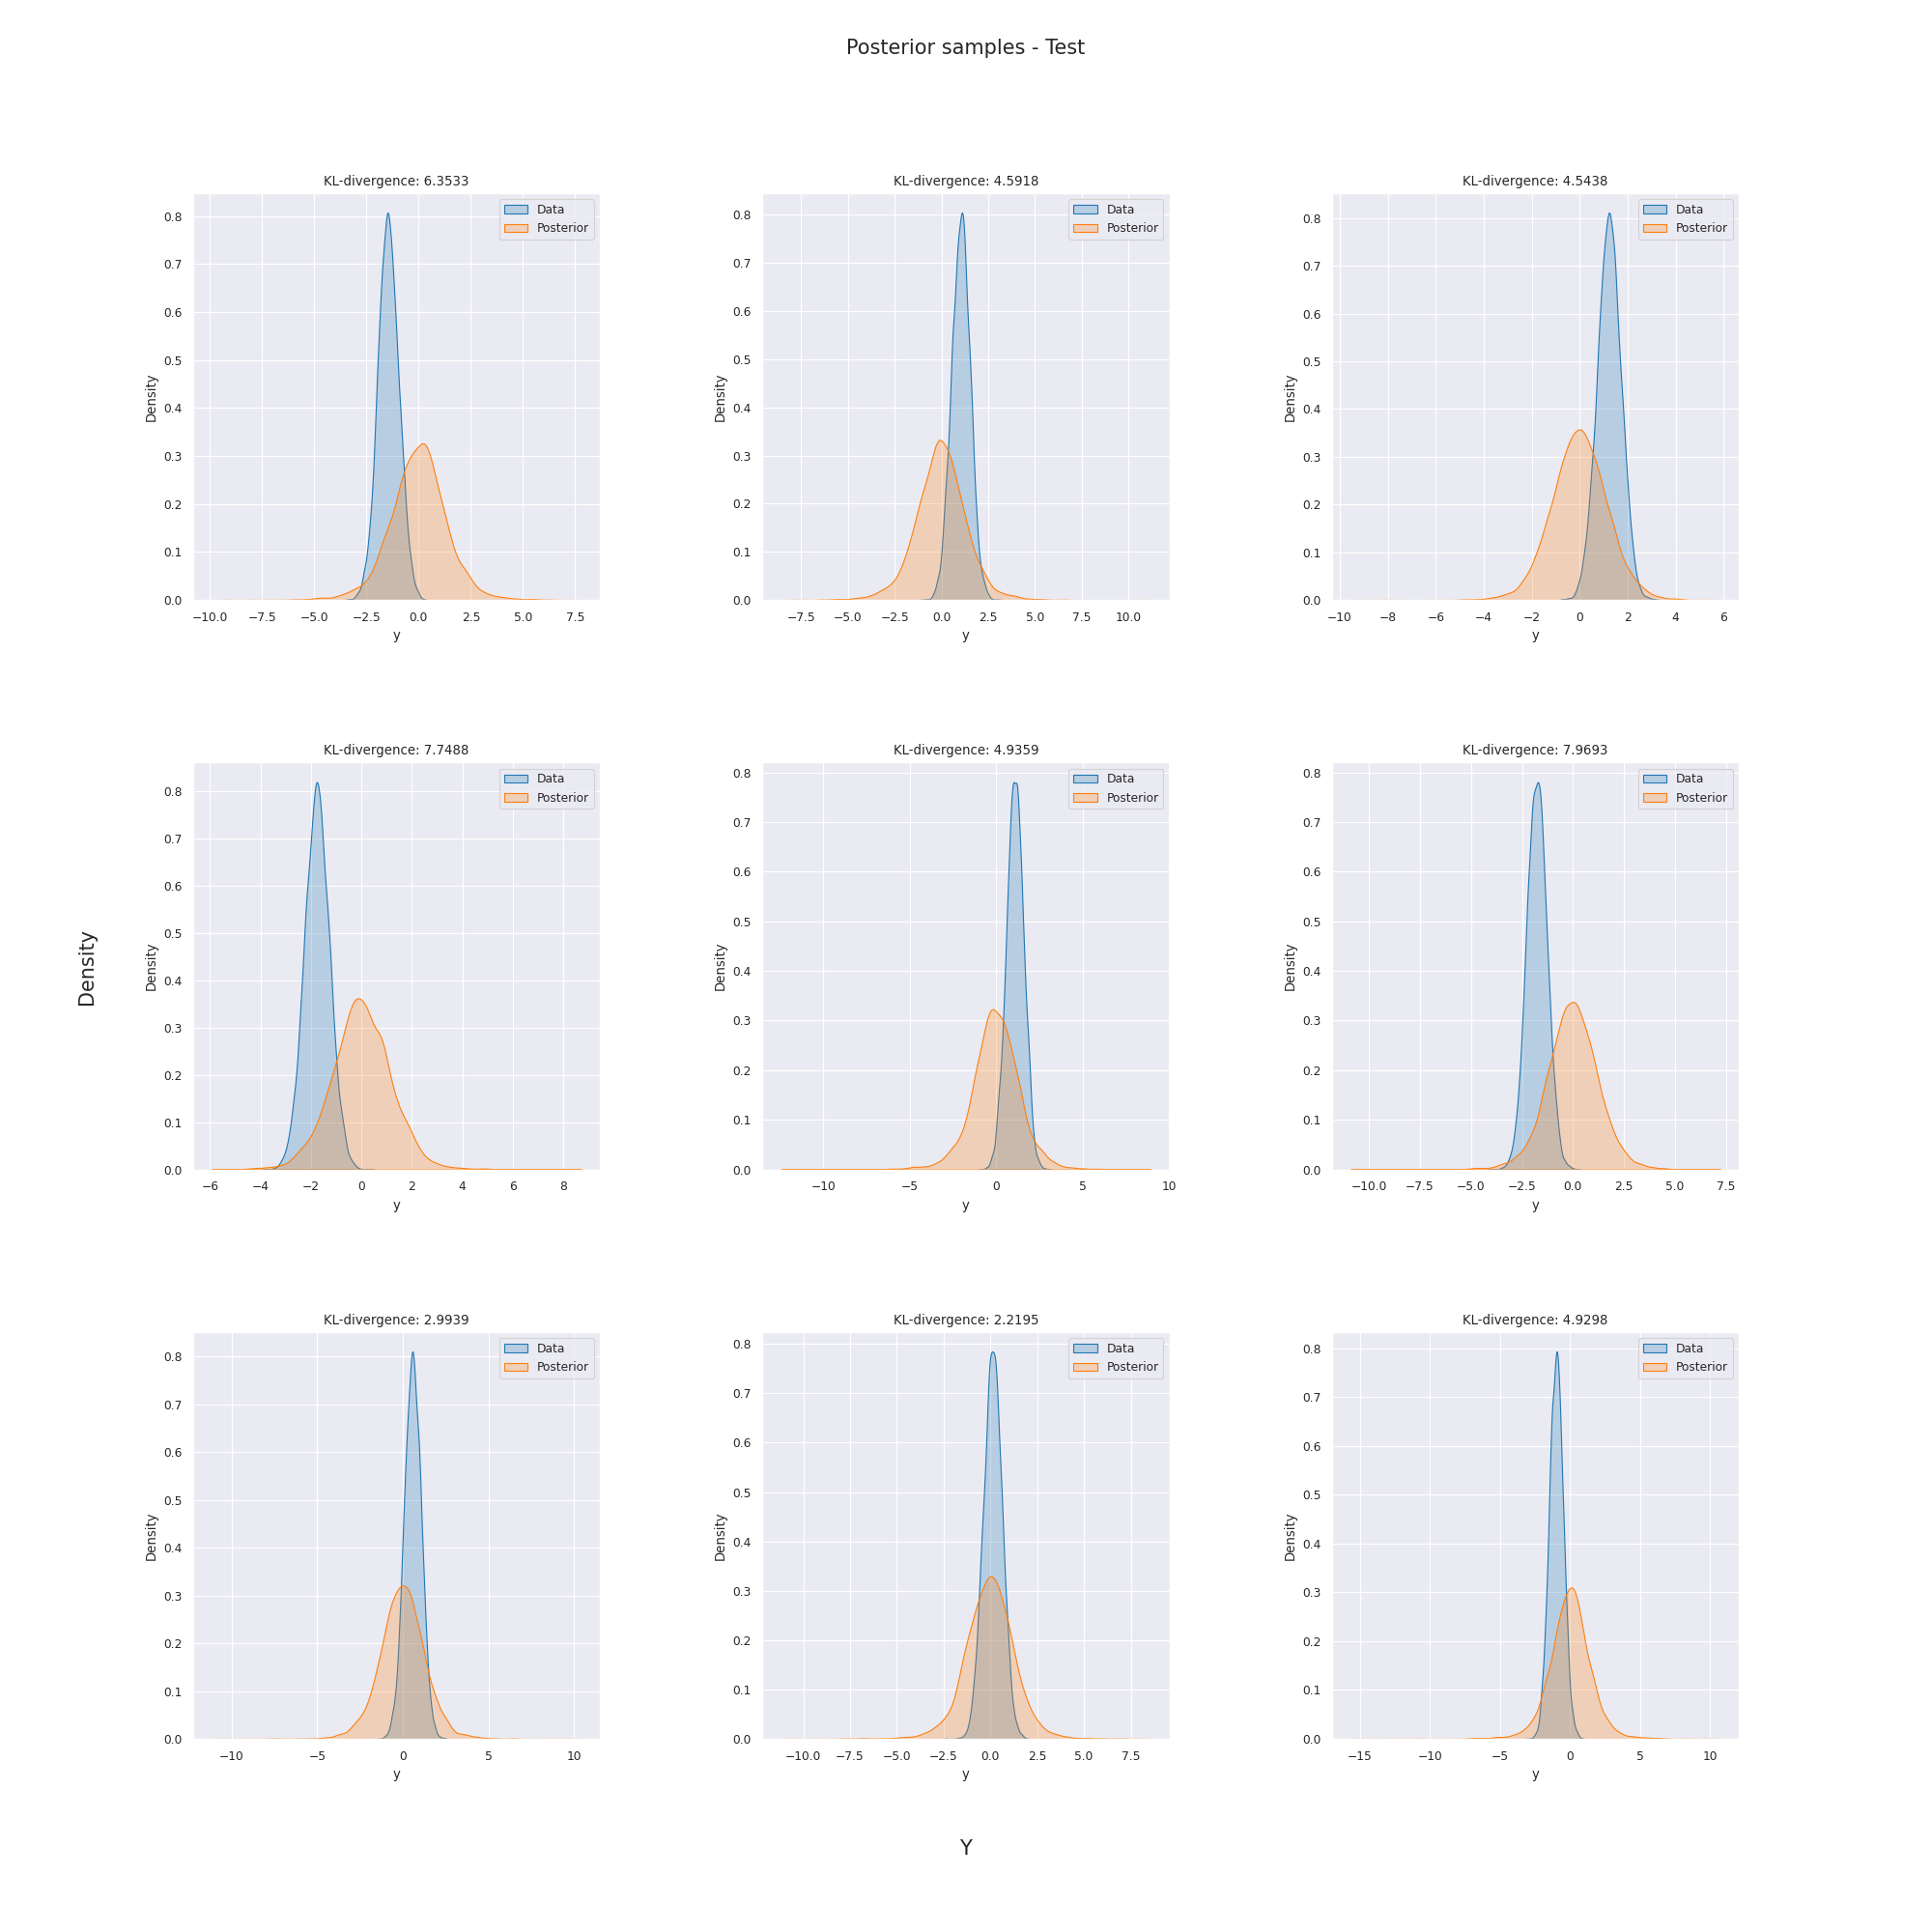 Posterior samples - Test
KL-divergence: 6.3533
Data
Posterior
0.8
0.7
0.6
0.5
0.4
0.3
0.2
0.1
0.0
Density
−10.0 −7.5 −5.0 −2.5 0.0 2.5 5.0 7.5
y
KL-divergence: 4.5918
Data
Posterior
0.8
0.7
0.6
0.5
0.4
0.3
0.2
0.1
0.0
Density
−7.5 −5.0 −2.5 0.0 2.5 5.0 7.5 10.0
y
KL-divergence: 4.5438
Data
Posterior
0.8
0.7
0.6
0.5
0.4
0.3
0.2
0.1
0.0
Density
−10 −8 −6 −4 −2 0 2 4 6
y
Density
KL-divergence: 7.7488
Data
Posterior
0.8
0.7
0.6
0.5
0.4
0.3
0.2
0.1
0.0
Density
−6 −4 −2 0 2 4 6 8
y
KL-divergence: 4.9359
Data
Posterior
0.8
0.7
0.6
0.5
0.4
0.3
0.2
0.1
0.0
Density
−10 −5 0 5 10
y
KL-divergence: 7.9693
Data
Posterior
0.8
0.7
0.6
0.5
0.4
0.3
0.2
0.1
0.0
Density
−10.0 −7.5 −5.0 −2.5 0.0 2.5 5.0 7.5
y
KL-divergence: 2.9939
Data
Posterior
0.8
0.7
0.6
0.5
0.4
0.3
0.2
0.1
0.0
Density
−10 −5 0 5 10
y
KL-divergence: 2.2195
Data
Posterior
0.8
0.7
0.6
0.5
0.4
0.3
0.2
0.1
0.0
Density
−10.0 −7.5 −5.0 −2.5 0.0 2.5 5.0 7.5
y
KL-divergence: 4.9298
Data
Posterior
0.8
0.7
0.6
0.5
0.4
0.3
0.2
0.1
0.0
Density
−15 −10 −5 0 5 10
y
Y